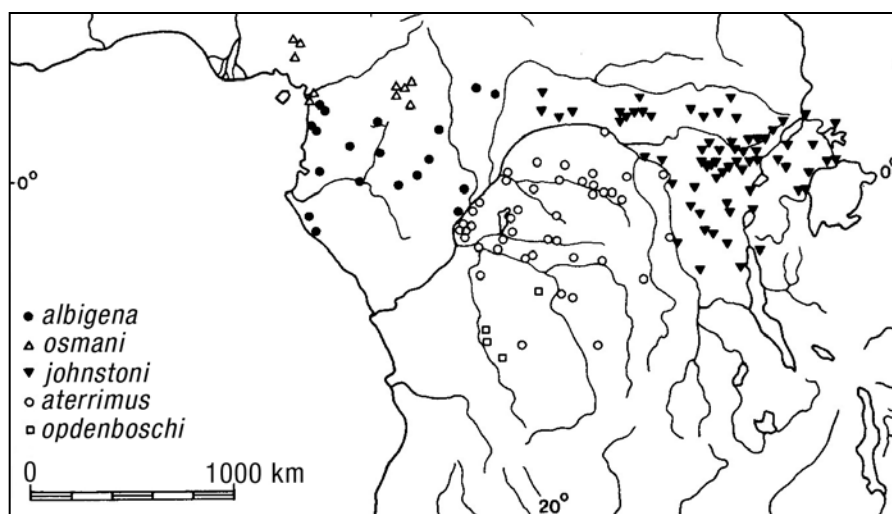 0°
0°
albigena
osmani
johnstoni
aterrimus
opdenboschi
0 1000 km
20°